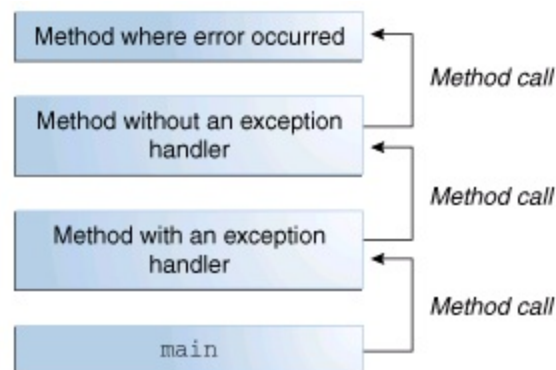 Method where error occurred
Method call
Method without an exception
handler
Method call
Method with an exception
handler
Method call
main